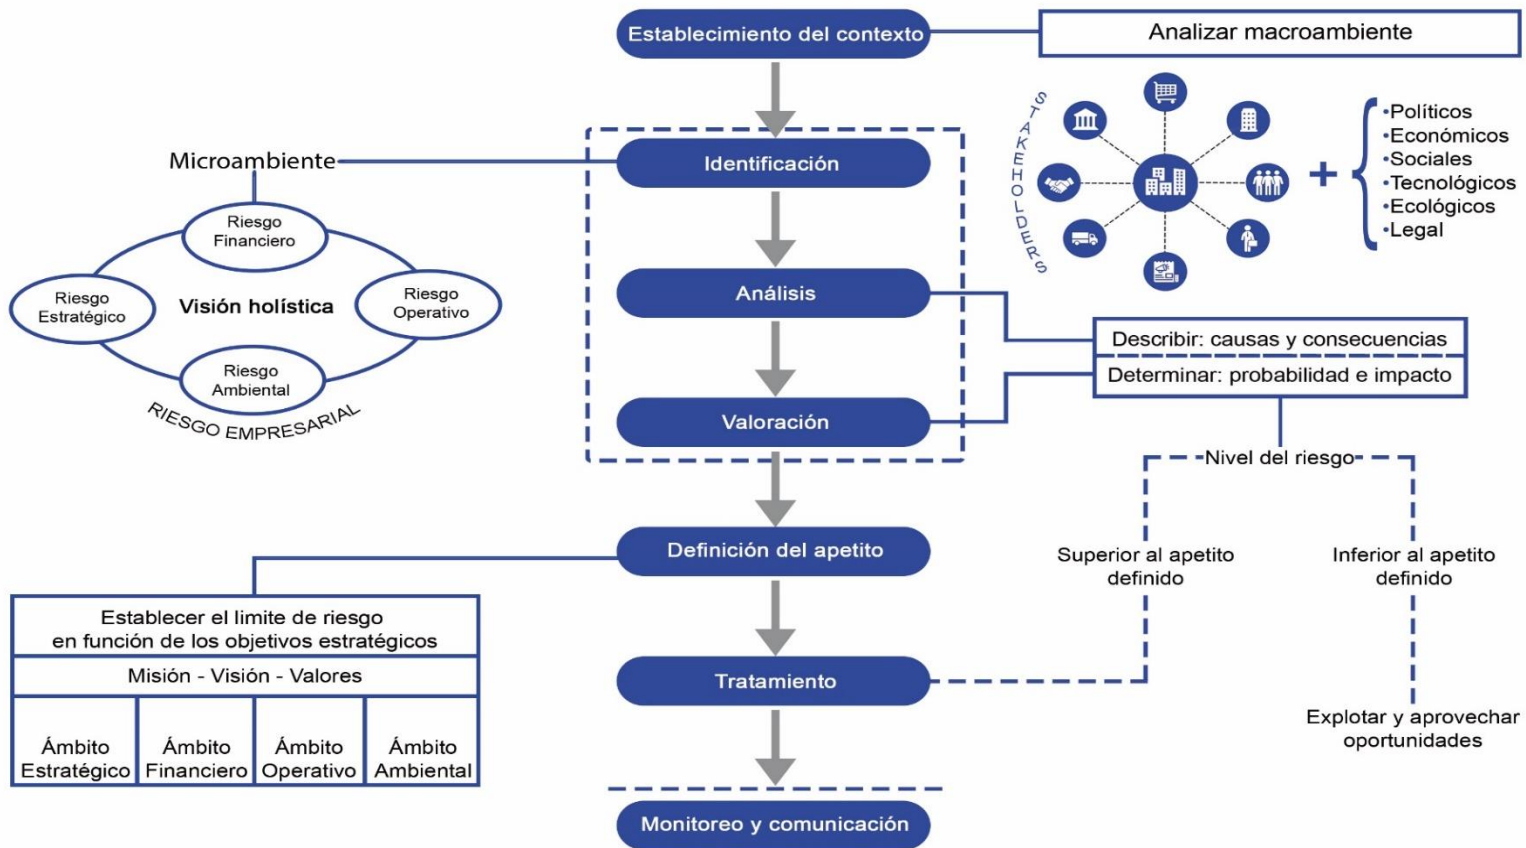 Establecimiento del contexto
Analizar macroambiente
STAKEHOLDERS
+
•Políticos
•Económicos
•Sociales
•Tecnológicos
•Ecológicos
•Legal
Microambiente
Identificación
Riesgo
Financiero
Riesgo
Estratégico
Visión holística
Riesgo
Operativo
Riesgo
Ambiental
RIESGO EMPRESARIAL
Análisis
Describir: causas y consecuencias
Determinar: probabilidad e impacto
Valoración
Nivel del riesgo
Definición del apetito
Superior al apetito
definido
Inferior al apetito
definido
Establecer el limite de riesgo
en función de los objetivos estratégicos
Misión - Visión - Valores
Ámbito
Estratégico
Ámbito
Financiero
Ámbito
Operativo
Ámbito
Ambiental
Tratamiento
Explotar y aprovechar
oportunidades
Monitoreo y comunicación